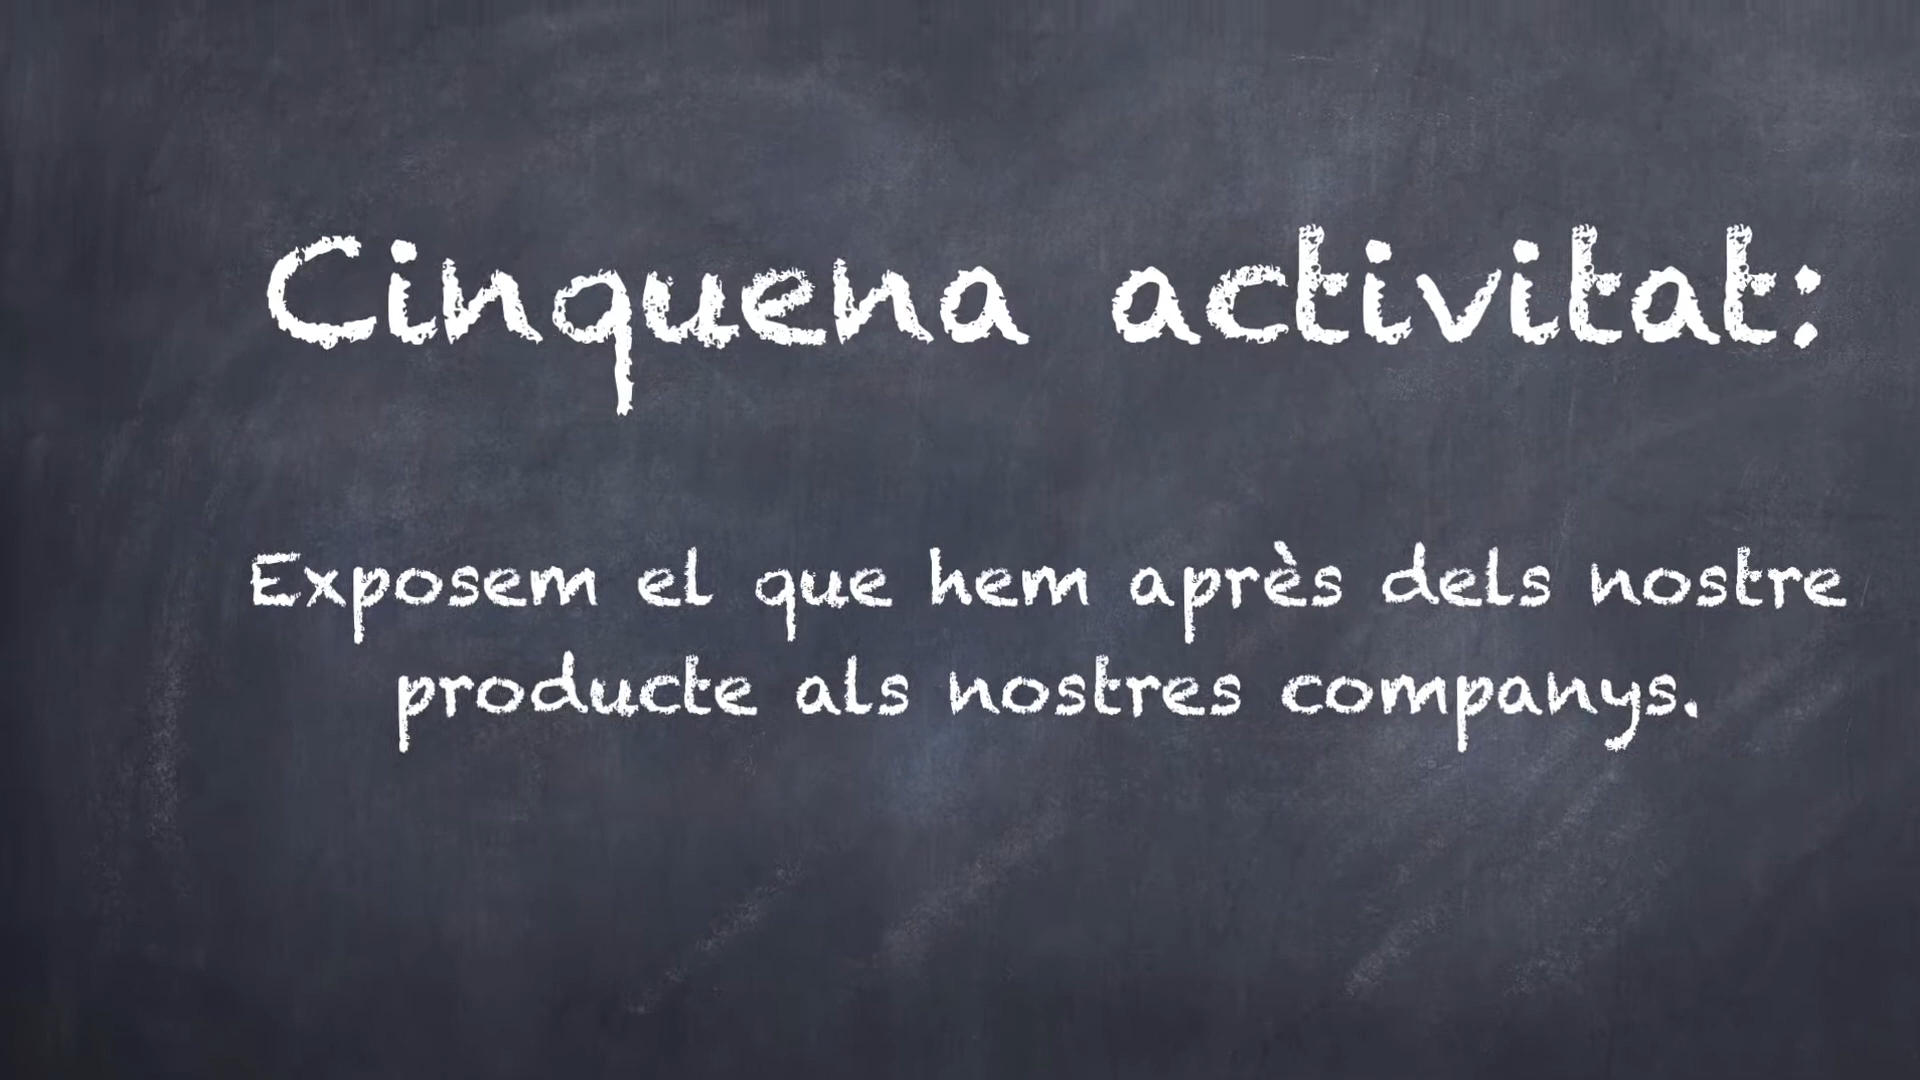 Cinquena activitat:
Exposem el que hem après dels nostre
producte als nostres companys.